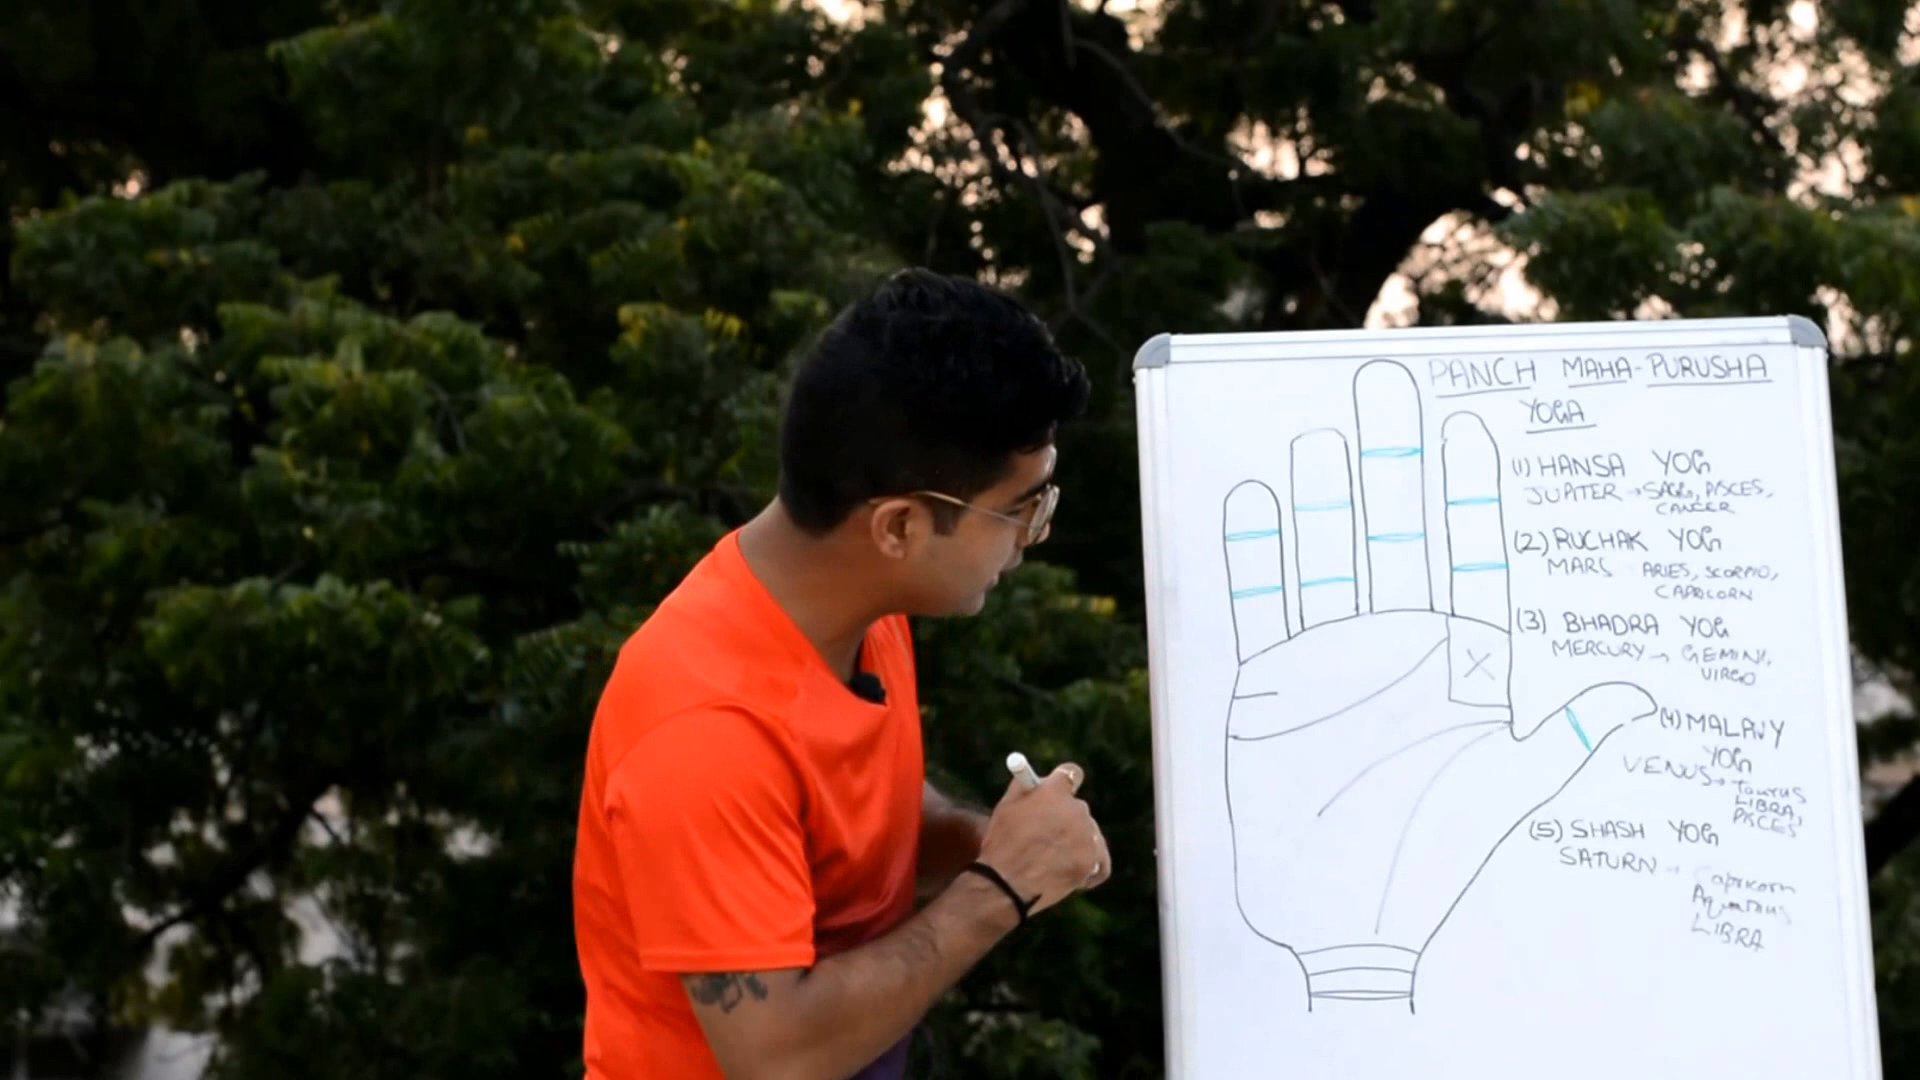 PANCH MAHA-PURUSHA
YOGA
(1) HANSA YOG
JUPITER → SAGG, PISCES,
CANCER
(2) RUCHAK YOG
MARS ARIES, SCORPIO,
CAPRICORN
(3) BHADRA YOG
MERCURY → GEMINI,
VIRGO
(4) MALAVY
YOG
VENUS → Taurus
LIBRA,
PISCES
(5) SHASH YOG
SATURN → Capricorn
Aquarius
LIBRA
X